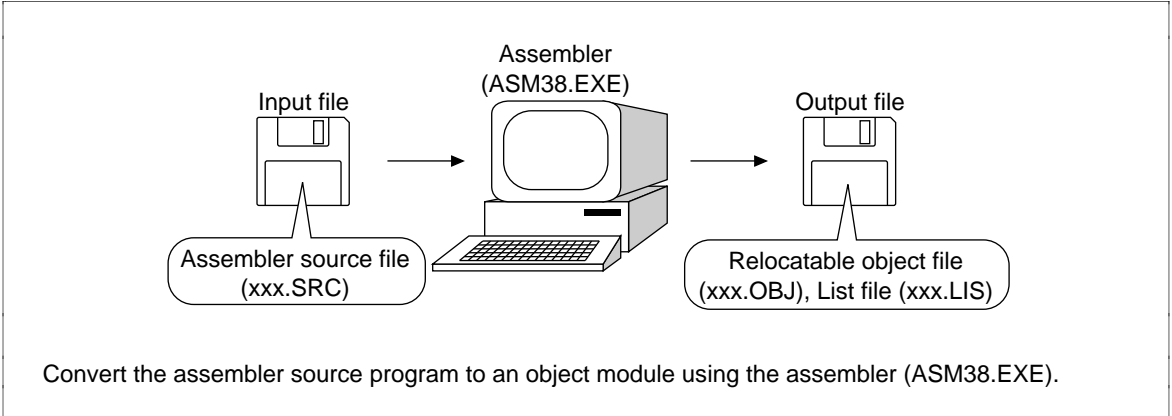 Assembler
(ASM38.EXE)
Input file
Output file
Assembler source file
(xxx.SRC)
Relocatable object file
(xxx.OBJ), List file (xxx.LIS)
Convert the assembler source program to an object module using the assembler (ASM38.EXE).